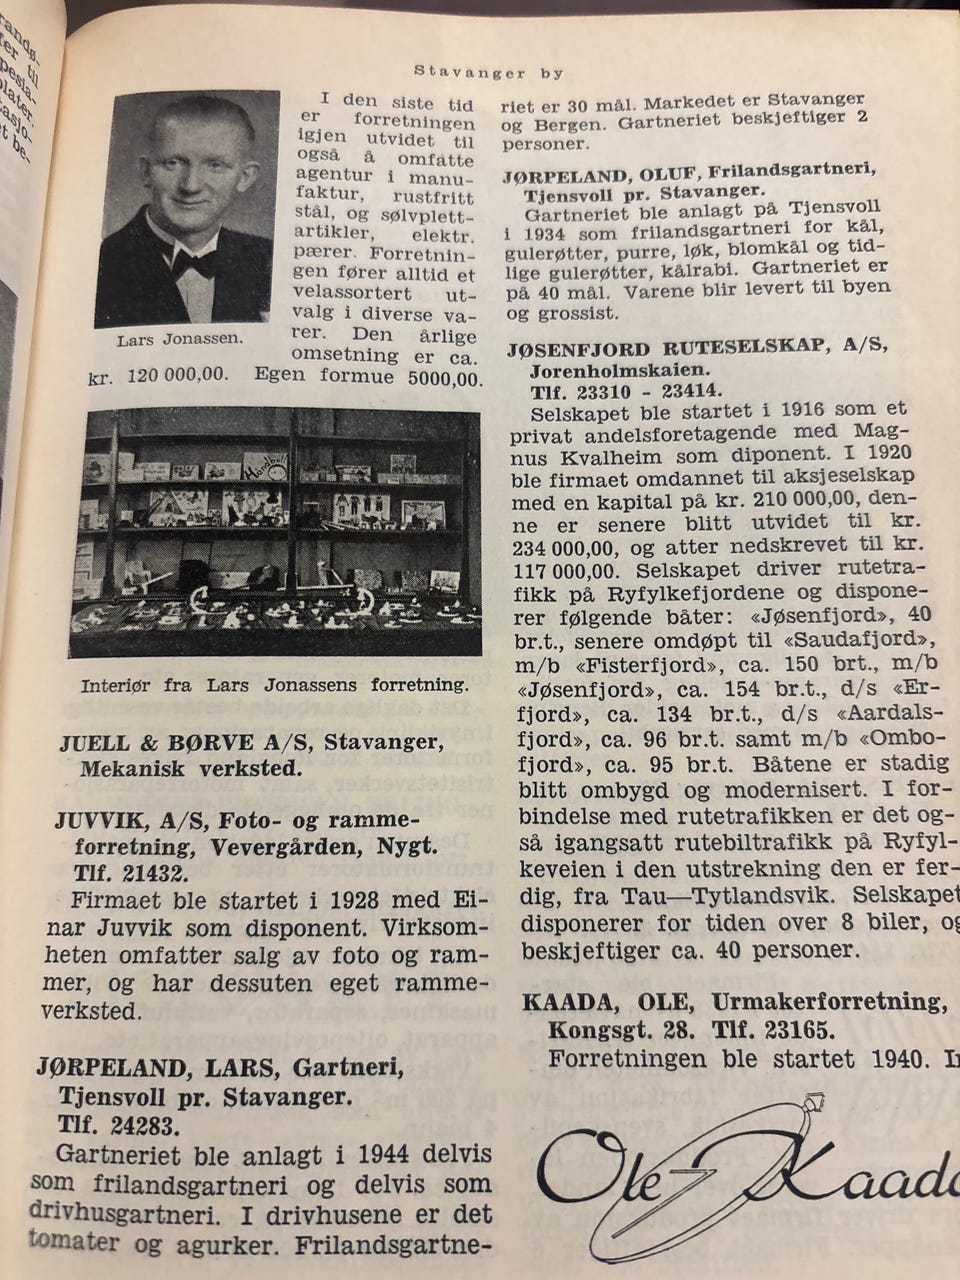 Stavanger by
I den siste tid
er forretningen
igjen utvidet til
også å omfatte
agentur i manu-
faktur, rustfritt
stål, og sølvplett-
artikler, elektr.
pærer. Forretnin-
gen fører alltid et
velassortert ut-
valg i diverse va-
rer. Den årlige
omsetning er ca.
kr. 120 000,00. Egen formue 5000,00.
Lars Jonassen.
Håndbell
Interiør fra Lars Jonassens forretning.
JUELL & BØRVE A/S, Stavanger,
Mekanisk verksted.
JUVVIK, A/S, Foto- og ramme-
forretning, Vevergården, Nygt.
Tlf. 21432.
Firmaet ble startet i 1928 med Ei-
nar Juvvik som disponent. Virksom-
heten omfatter salg av foto og ram-
mer, og har dessuten eget ramme-
verksted.
JØRPELAND, LARS, Gartneri,
Tjensvoll pr. Stavanger.
Tlf. 24283.
Gartneriet ble anlagt i 1944 delvis
som frilandsgartneri og delvis som
drivhusgartneri. I drivhusene er det
tomater og agurker. Frilandsgartne-
riet er 30 mål. Markedet er Stavanger
og Bergen. Gartneriet beskjeftiger 2
personer.
JØRPELAND, OLUF, Frilandsgartneri,
Tjensvoll pr. Stavanger.
Gartneriet ble anlagt på Tjensvoll
i 1934 som frilandsgartneri for kål,
gulerøtter, purre, løk, blomkål og tid-
lige gulerøtter, kålrabi. Gartneriet er
på 40 mål. Varene blir levert til byen
og grossist.
JØSENFJORD RUTESELSKAP, A/S,
Jorenholmskaien.
Tlf. 23310 - 23414.
Selskapet ble startet i 1916 som et
privat andelsforetagende med Mag-
nus Kvalheim som diponent. I 1920
ble firmaet omdannet til aksjeselskap
med en kapital på kr. 210 000,00, den-
ne er senere blitt utvidet til kr.
234 000,00, og atter nedskrevet til kr.
117 000,00. Selskapet driver rutetra-
fikk på Ryfylkefjordene og dispone-
rer følgende båter: «Jøsenfjord», 40
br.t., senere omdøpt til «Saudafjord»,
m/b «Fisterfjord», ca. 150 brt., m/b
«Jøsenfjord», ca. 154 br.t., d/s «Er-
fjord», ca. 134 br.t., d/s «Aardals-
fjord», ca. 96 br.t. samt m/b «Ombo-
fjord», ca. 95 br.t. Båtene er stadig
blitt ombygd og modernisert. I for-
bindelse med rutetrafikken er det og-
så igangsatt rutebiltrafikk på Ryfyl-
keveien i den utstrekning den er fer-
dig, fra Tau—Tytlandsvik. Selskapet
disponerer for tiden over 8 biler, og
beskjeftiger ca. 40 personer.
KAADA, OLE, Urmakerforretning,
Kongsgt. 28. Tlf. 23165.
Forretningen ble startet 1940.
Ole Kaada